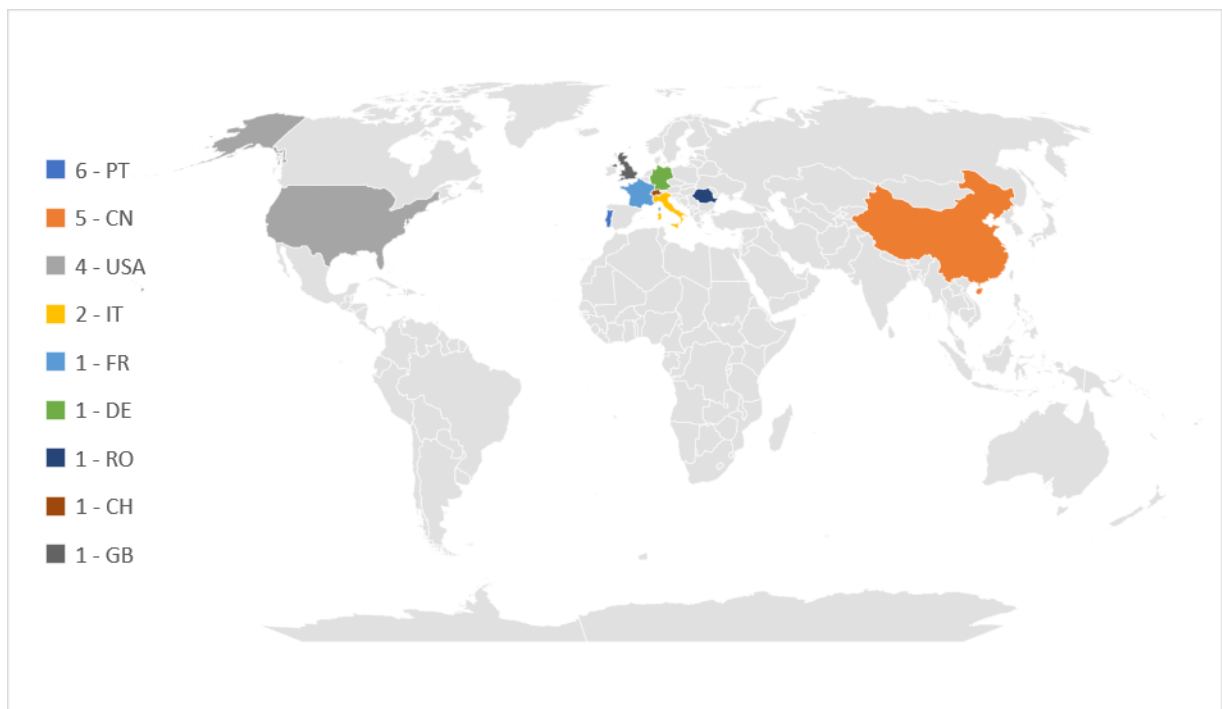 6 - PT
5 - CN
4 - USA
2 - IT
1 - FR
1 - DE
1 - RO
1 - CH
1 - GB